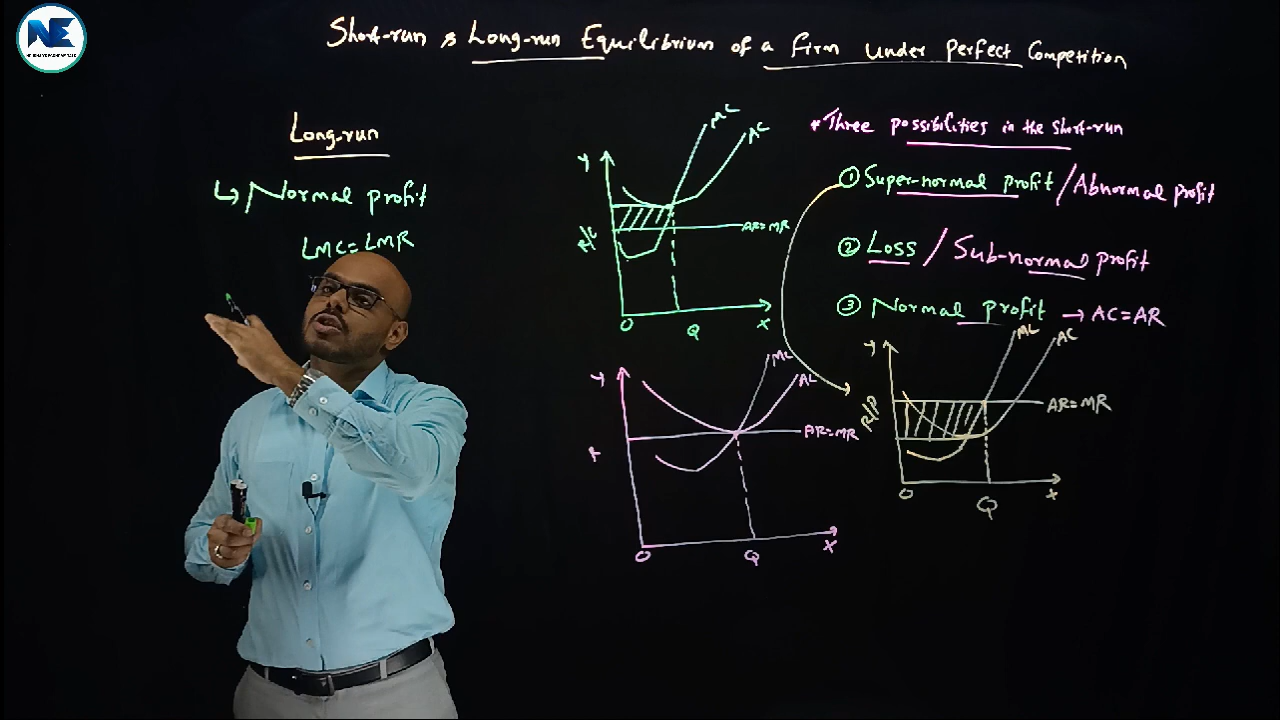 NE
Short-run & Long-run Equilibrium of a firm under perfect Competition
Long-run
↳ Normal profit
LMC = LMR
Y
MC
AC
AR=MR
R/C
O
Q
X
Y
MC
AC
AR=MR
O
Q
X
* Three possibilities in the short-run
① Super-normal profit / Abnormal profit
② Loss / Sub-normal profit
③ Normal profit → AC = AR
Y
MC
AC
AR=MR
R/P
O
Q
X